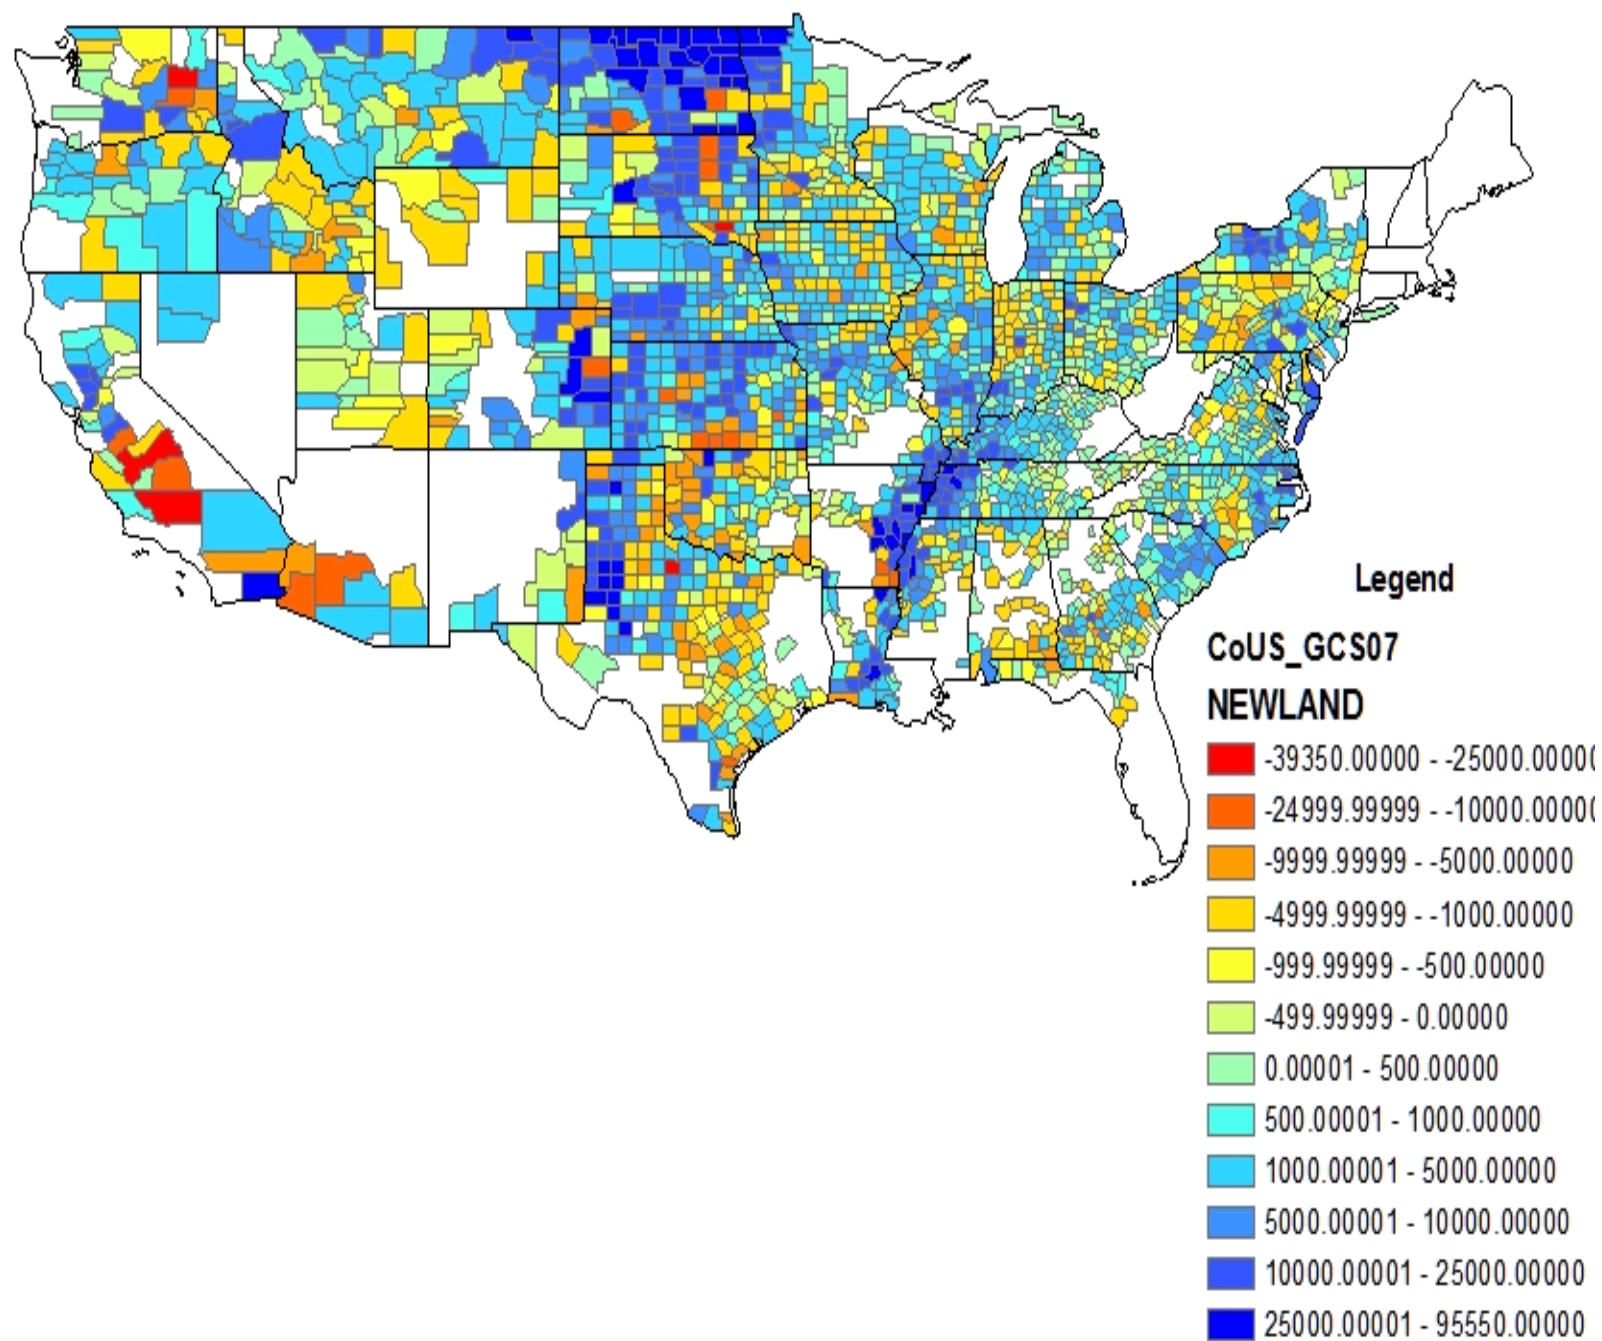 Legend
CoUS_GCS07
NEWLAND
-39350.00000 - -25000.00000
-24999.99999 - -10000.00000
-9999.99999 - -5000.00000
-4999.99999 - -1000.00000
-999.99999 - -500.00000
-499.99999 - 0.00000
0.00001 - 500.00000
500.00001 - 1000.00000
1000.00001 - 5000.00000
5000.00001 - 10000.00000
10000.00001 - 25000.00000
25000.00001 - 95550.00000